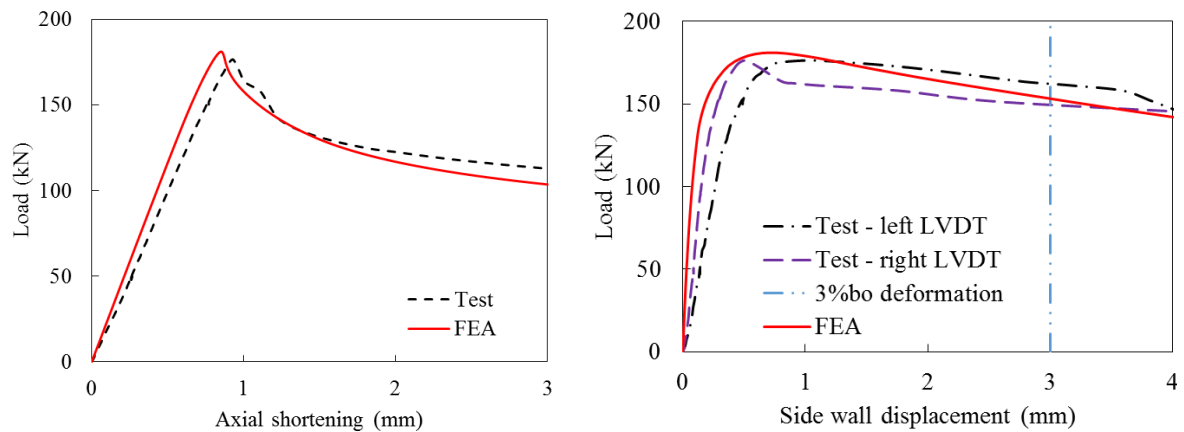 200
150
100
50
0
Load (kN)
0
1
2
3
Axial shortening (mm)
Test
FEA
200
150
100
50
0
Load (kN)
0
1
2
3
4
Side wall displacement (mm)
Test - left LVDT
Test - right LVDT
3%bo deformation
FEA